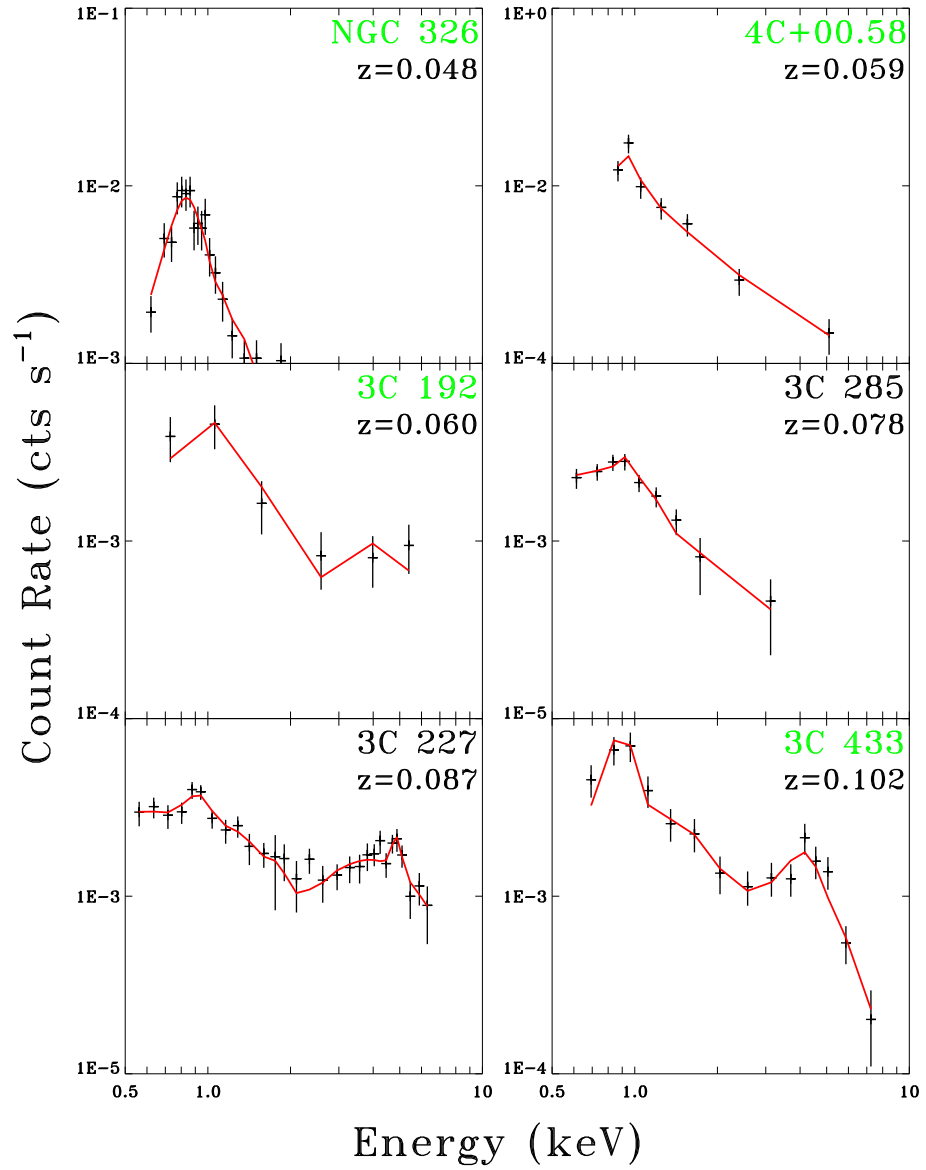 1E-1
NGC 326
z=0.048
1E-2
1E-3
1E+0
4C+00.58
z=0.059
1E-2
1E-4
3C 192
z=0.060
1E-3
1E-4
3C 285
z=0.078
1E-3
1E-5
3C 227
z=0.087
1E-3
1E-5
0.5 1.0 10
3C 433
z=0.102
1E-3
1E-4
0.5 1.0 10
Count Rate (cts s⁻¹)
Energy (keV)